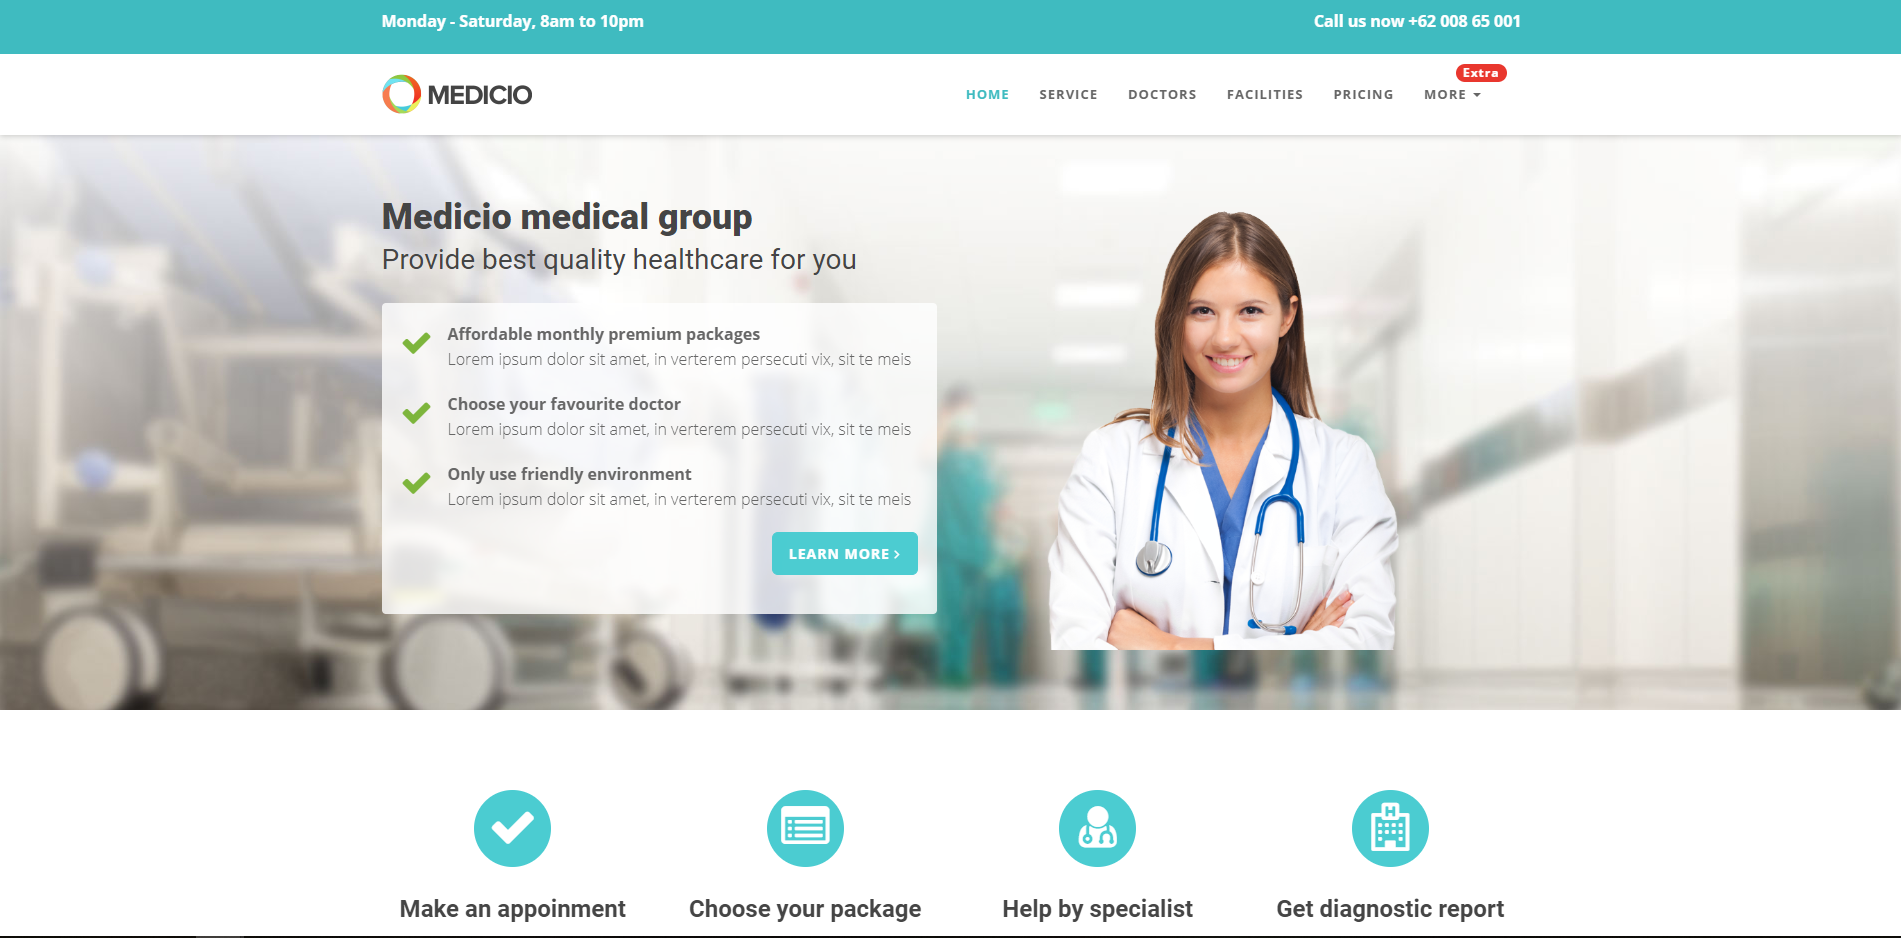 Monday - Saturday, 8am to 10pm
Call us now +62 008 65 001
MEDICIO
HOME SERVICE DOCTORS FACILITIES PRICING MORE
Extra
Medicio medical group
Provide best quality healthcare for you
Affordable monthly premium packages
Lorem ipsum dolor sit amet, in verterem persecuti vix, sit te meis
Choose your favourite doctor
Lorem ipsum dolor sit amet, in verterem persecuti vix, sit te meis
Only use friendly environment
Lorem ipsum dolor sit amet, in verterem persecuti vix, sit te meis
LEARN MORE >
H
Make an appoinment
Choose your package
Help by specialist
Get diagnostic report